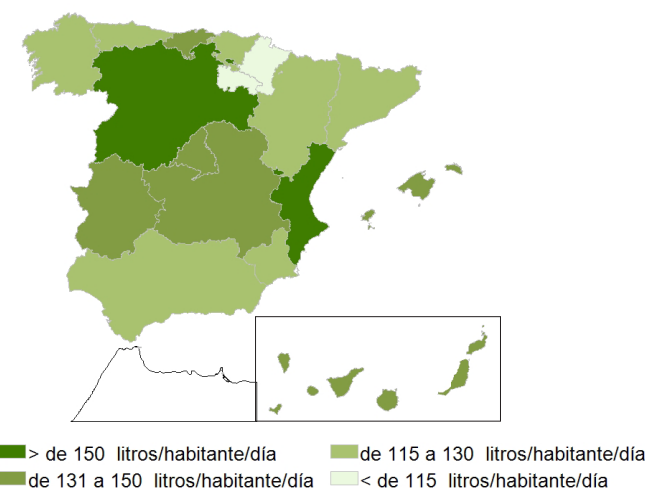 > de 150 litros/habitante/día
de 115 a 130 litros/habitante/día
de 131 a 150 litros/habitante/día
< de 115 litros/habitante/día